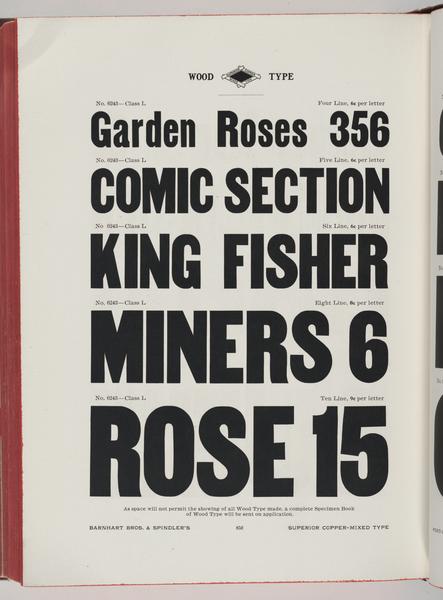 WOOD TYPE
No. 6243—Class L Four Line, 6c per letter
Garden Roses 356
No. 6243—Class L Five Line, 6c per letter
COMIC SECTION
No 6243—Class L Six Line, 6c per letter
KING FISHER
No. 6243—Class L Eight Line, 8c per letter
MINERS 6
No. 6243—Class L Ten Line, 9c per letter
ROSE 15
As space will not permit the showing of all Wood Type made, a complete Specimen Book
of Wood Type will be sent on application.
BARNHART BROS. & SPINDLER'S SUPERIOR COPPER-MIXED TYPE